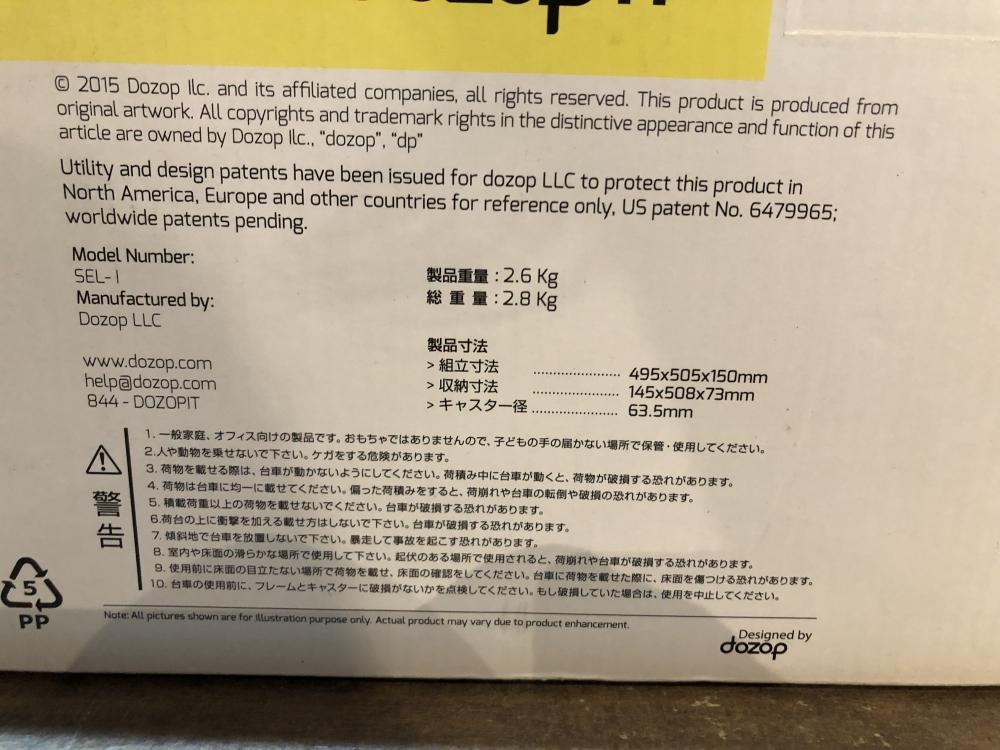 © 2015 Dozop llc. and its affiliated companies, all rights reserved. This product is produced from
original artwork. All copyrights and trademark rights in the distinctive appearance and function of this
article are owned by Dozop llc., “dozop”, “dp”
Utility and design patents have been issued for dozop LLC to protect this product in
North America, Europe and other countries for reference only, US patent No. 6479965;
worldwide patents pending.
Model Number:
SEL-I
Manufactured by:
Dozop LLC
www.dozop.com
help@dozop.com
844 - DOZOPIT
製品重量：2.6 Kg
総 重 量：2.8 Kg
製品寸法
> 組立寸法 ...................... 495x505x150mm
> 収納寸法 ...................... 145x508x73mm
> キャスター径 ...................... 63.5mm
警告
1. 一般家庭、オフィス向けの製品です。おもちゃではありませんので、子どもの手の届かない場所で保管・使用してください。
2.人や動物を乗せないで下さい。ケガをする危険があります。
3. 荷物を載せる際は、台車が動かないようにしてください。荷積み中に台車が動くと、荷物が破損する恐れがあります。
4. 荷物は台車に均一に載せてください。偏った荷積みをすると、荷崩れや台車の転倒や破損の恐れがあります。
5. 積載荷重以上の荷物を載せないでください。台車が破損する恐れがあります。
6.荷台の上に衝撃を加える載せ方はしないで下さい。台車が破損する恐れがあります。
7. 傾斜地で台車を放置しないで下さい。暴走して事故を起こす恐れがあります。
8. 室内や床面の滑らかな場所で使用して下さい。起伏のある場所で使用されると、荷崩れや台車が破損する恐れがあります。
9. 使用前に床面の目立たない場所で荷物を載せ、床面の確認をしてください。台車に荷物を載せた際に、床面を傷つける恐れがあります。
10. 台車の使用前に、フレームとキャスターに破損がないかを点検してください。もし破損していた場合は、使用を中止してください。
5
PP
Note: All pictures shown are for Illustration purpose only. Actual product may vary due to product enhancement.
Designed by
dozop